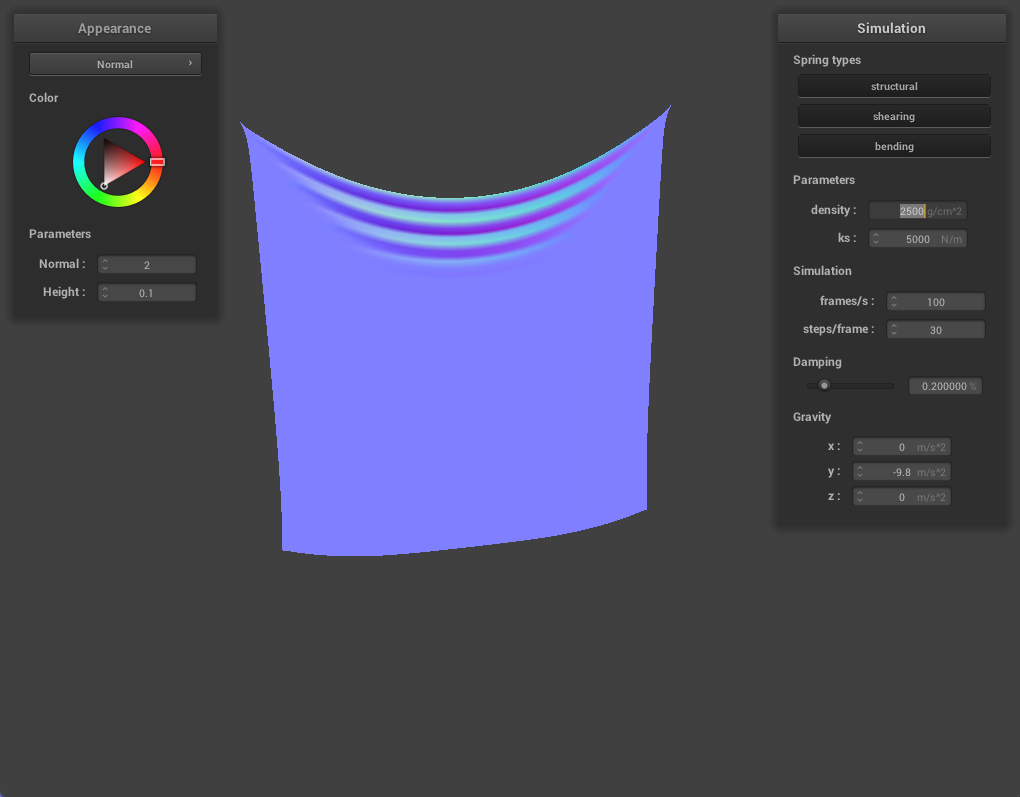 Appearance
Normal
Color
Parameters
Normal : 2
Height : 0.1
Simulation
Spring types
structural
shearing
bending
Parameters
density : 2500 g/cm^2
ks : 5000 N/m
Simulation
frames/s : 100
steps/frame : 30
Damping
0.200000 %
Gravity
x : 0 m/s^2
y : -9.8 m/s^2
z : 0 m/s^2